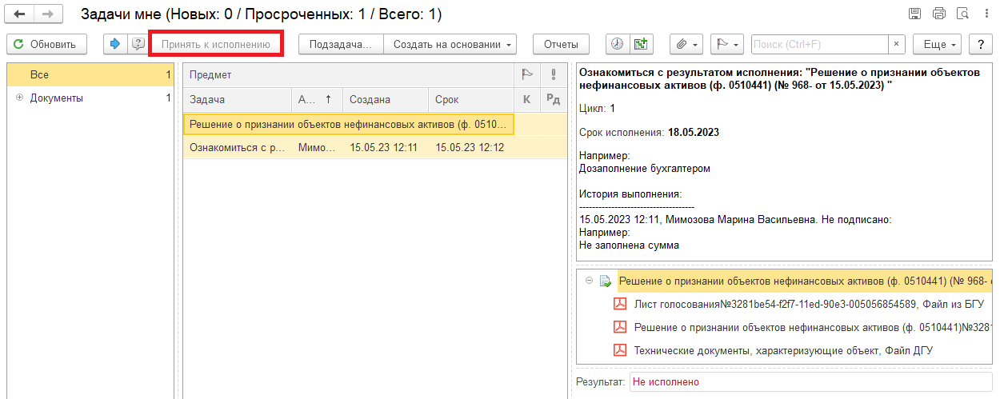 Задачи мне (Новых: 0 / Просроченных: 1 / Всего: 1)
Обновить
Принять к исполнению
Подзадача...
Создать на основании
Отчеты
Поиск (Ctrl+F)
×
Еще
?
Все 1
Документы 1
Предмет
Задача А... ↑ Создана Срок К Рд
Решение о признании объектов нефинансовых активов (ф. 0510...
Ознакомиться с р... Мимо... 15.05.23 12:11 15.05.23 12:12
Ознакомиться с результатом исполнения: "Решение о признании объектов
нефинансовых активов (ф. 0510441) (№ 968- от 15.05.2023) "
Цикл: 1
Срок исполнения: 18.05.2023
Например:
Дозаполнение бухгалтером
История выполнения:
------------------------------------
15.05.2023 12:11, Мимозова Марина Васильевна. Не подписано:
Например:
Не заполнена сумма
Решение о признании объектов нефинансовых активов (ф. 0510441) (№ 968-
Лист голосования№3281be54-f2f7-11ed-90e3-005056854589, Файл из БГУ
Решение о признании объектов нефинансовых активов (ф. 0510441)№3281
Технические документы, характеризующие объект, Файл ДГУ
Результат: Не исполнено